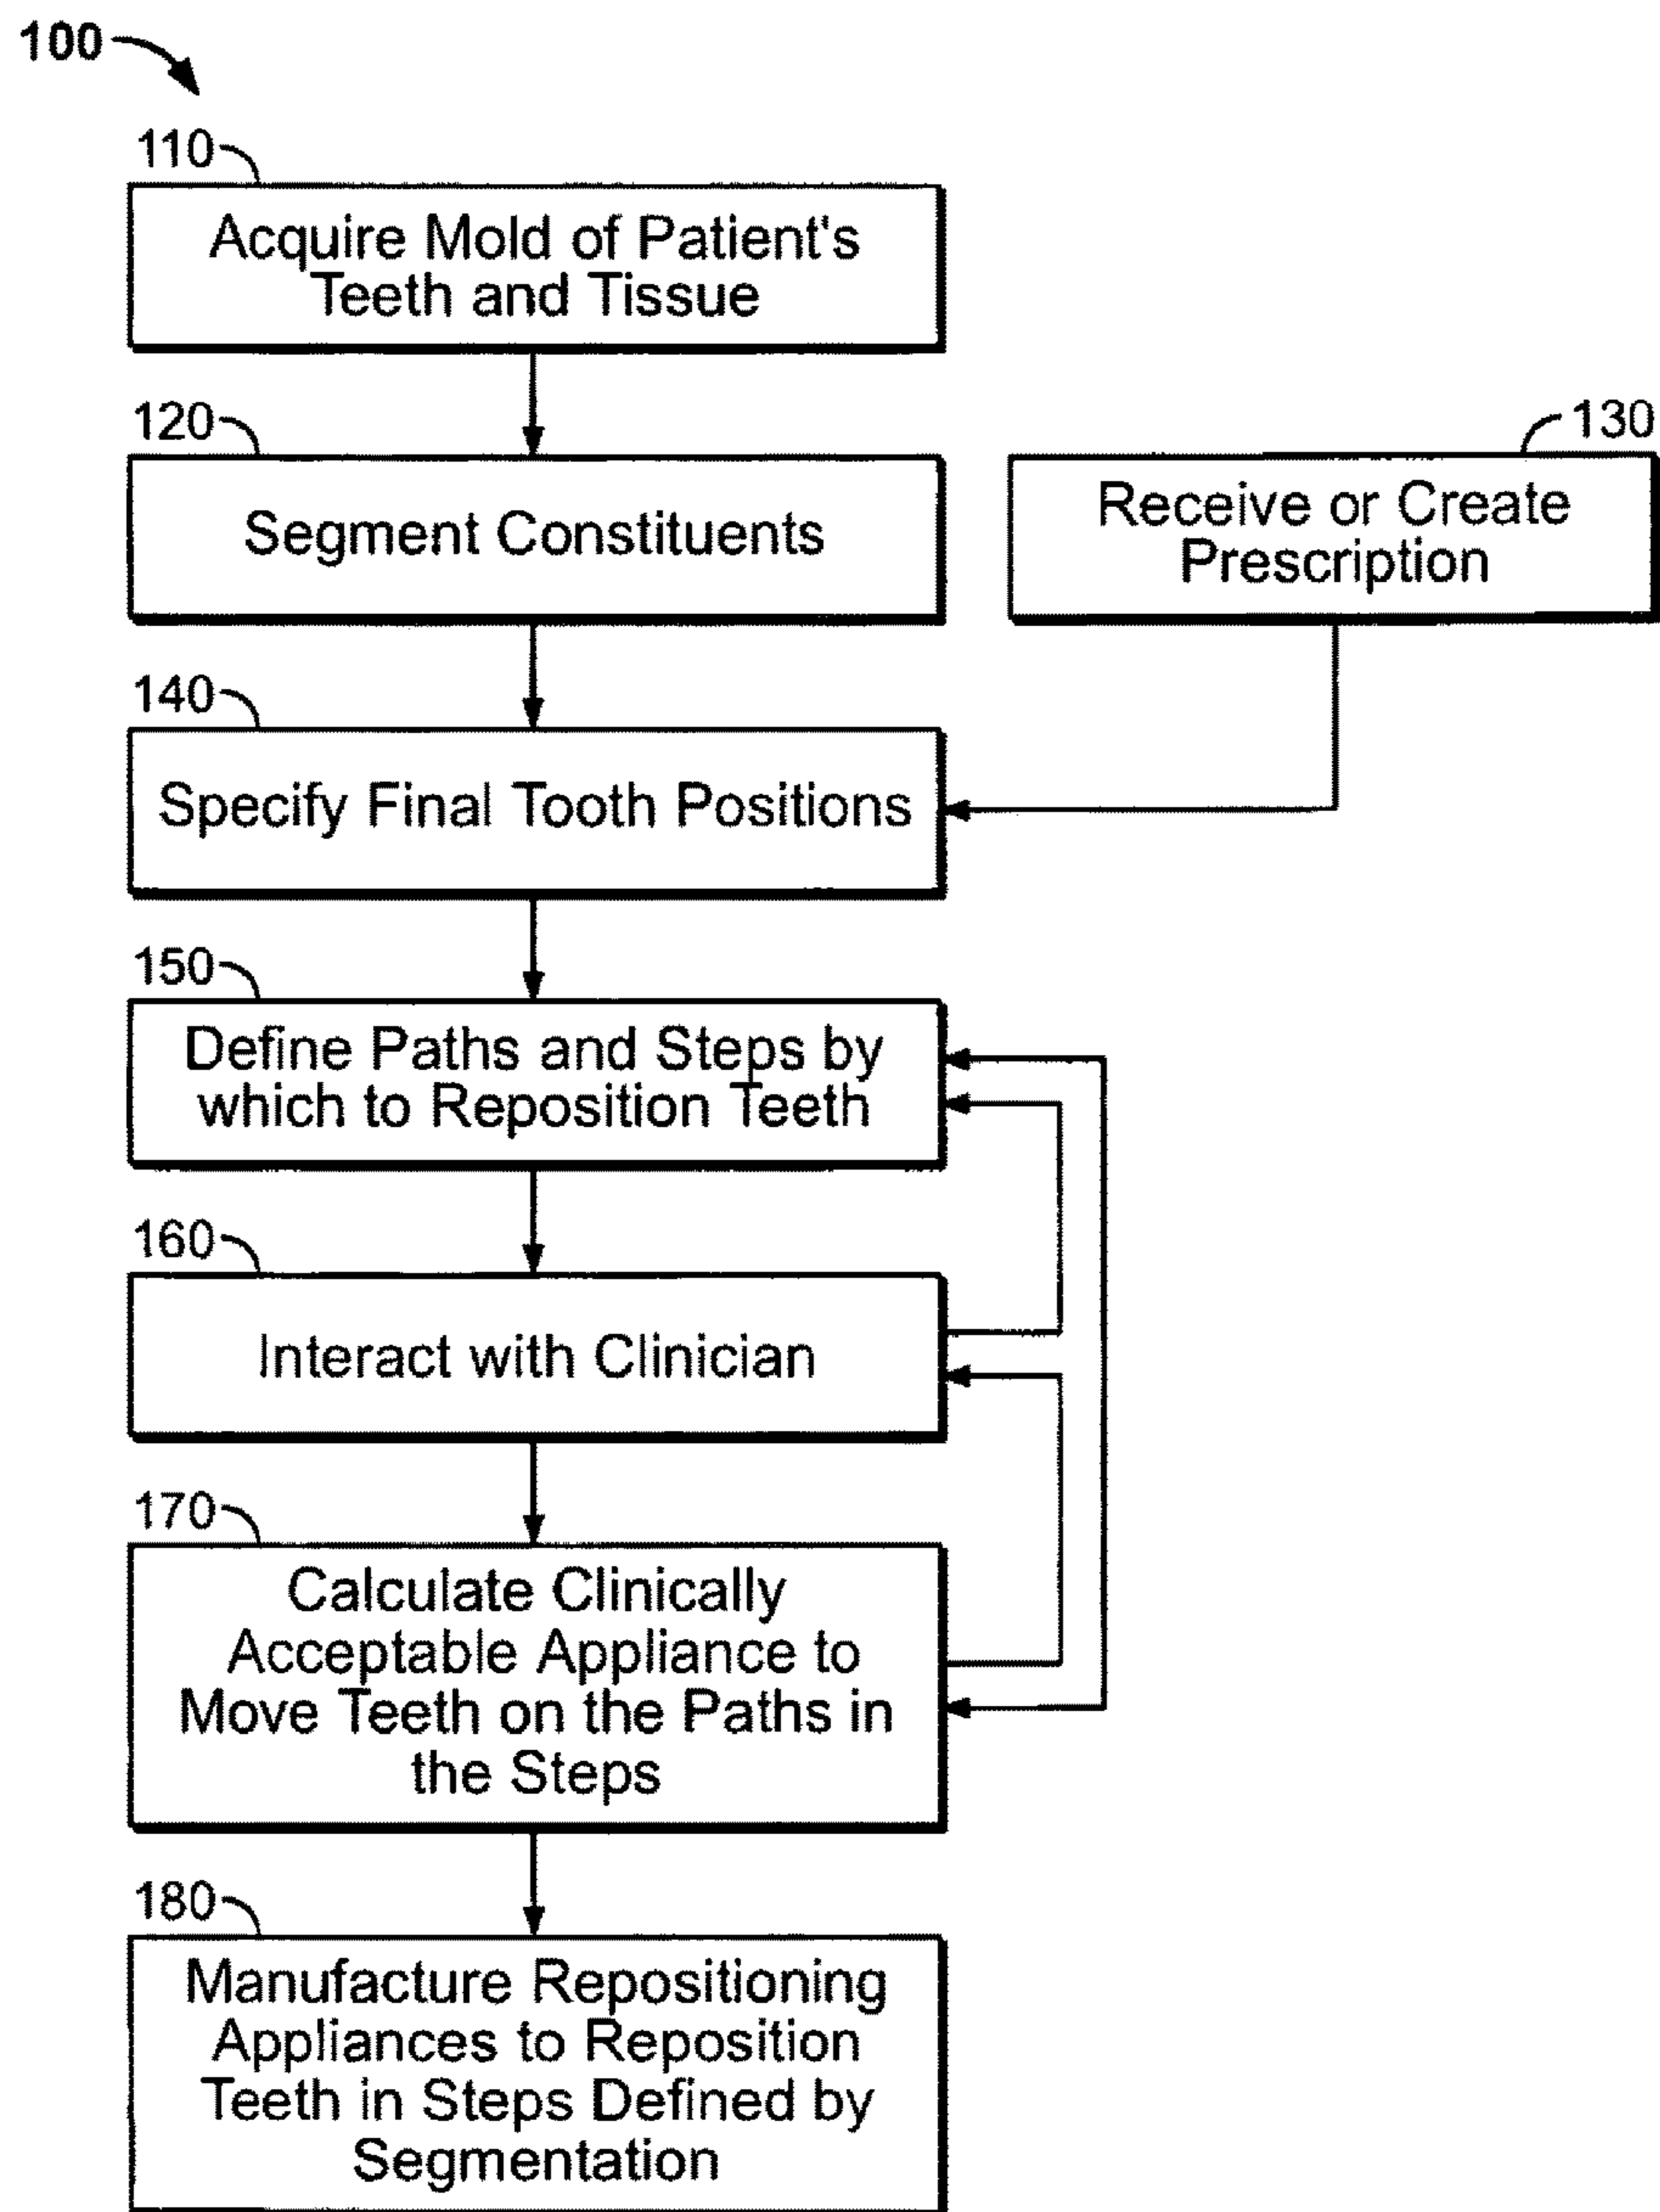 100
110
Acquire Mold of Patient's
Teeth and Tissue
120
Segment Constituents
130
Receive or Create
Prescription
140
Specify Final Tooth Positions
150
Define Paths and Steps by
which to Reposition Teeth
160
Interact with Clinician
170
Calculate Clinically
Acceptable Appliance to
Move Teeth on the Paths in
the Steps
180
Manufacture Repositioning
Appliances to Reposition
Teeth in Steps Defined by
Segmentation